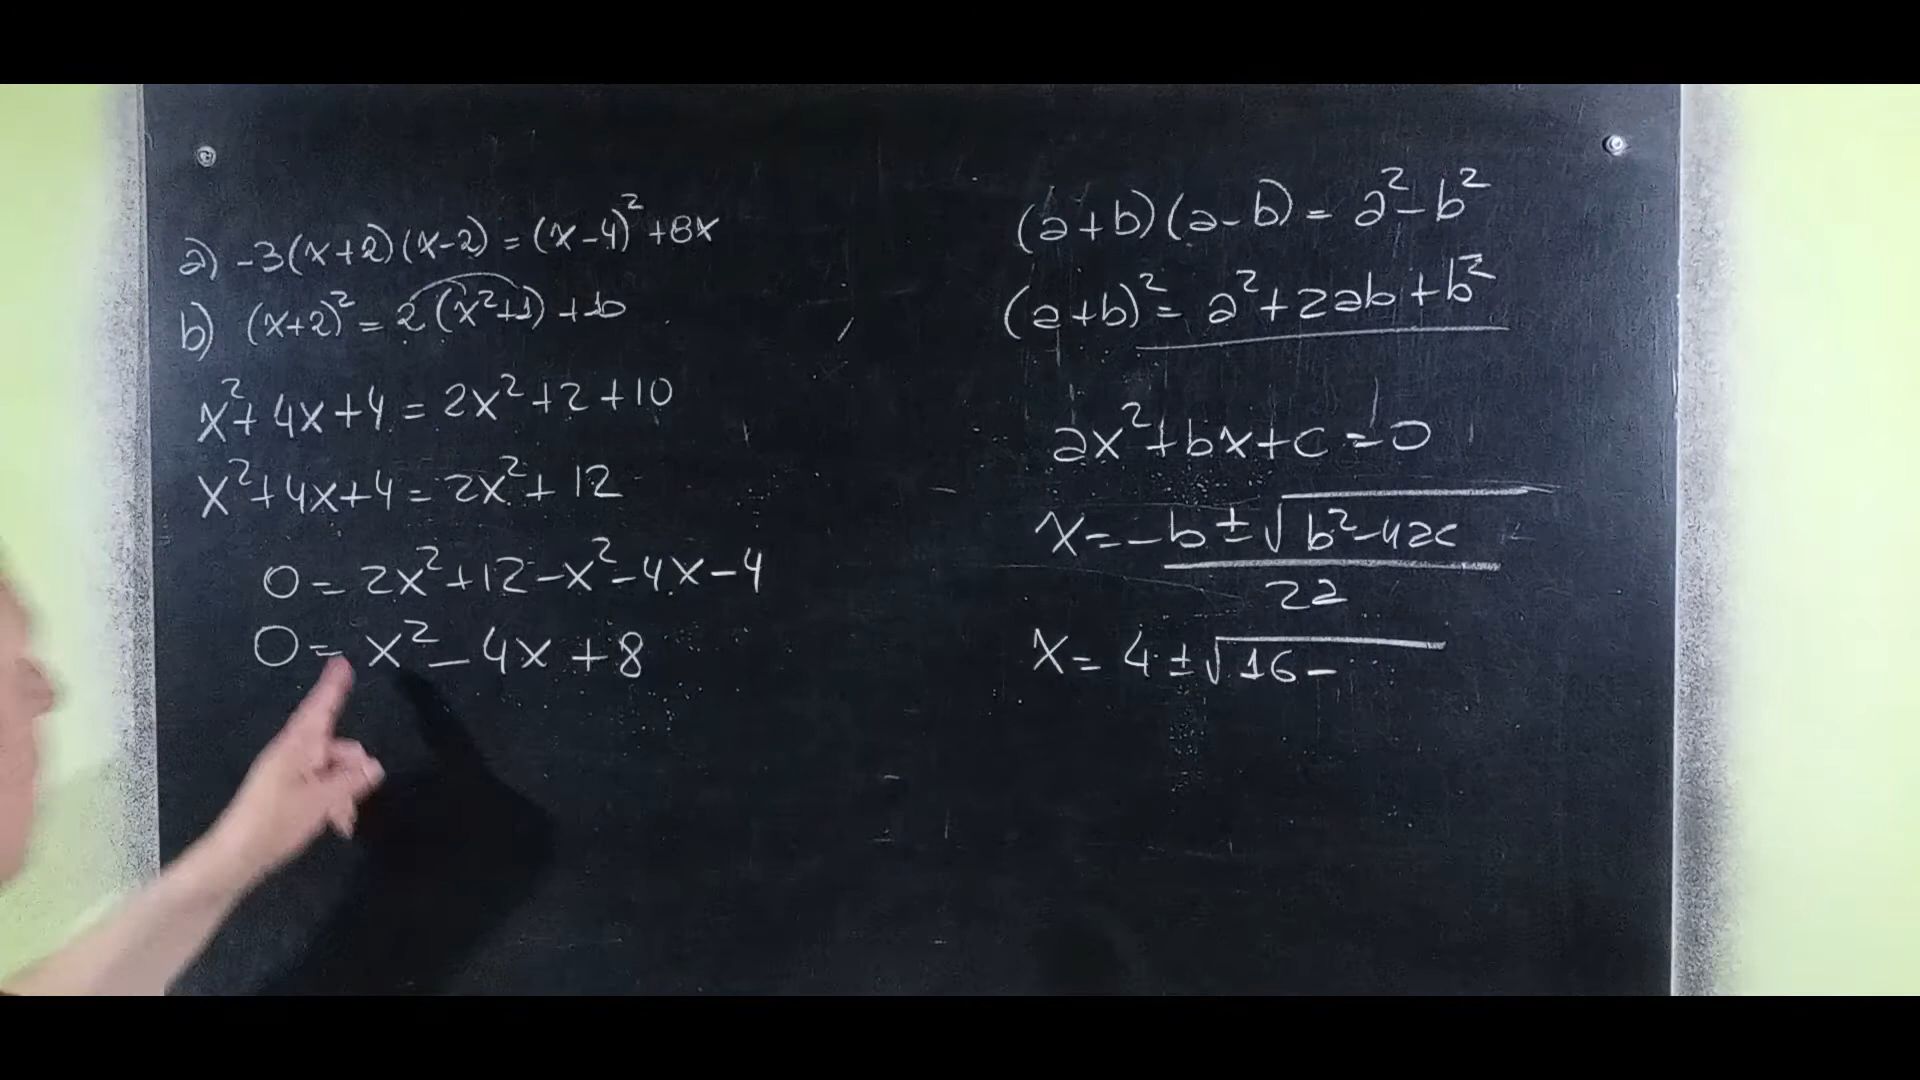 a) -3(x+2)(x-2) = (x-4)² + 8x
b) (x+2)² = 2(x²+1) + 10
x² + 4x + 4 = 2x² + 2 + 10
x² + 4x + 4 = 2x² + 12
0 = 2x² + 12 - x² - 4x - 4
0 = x² - 4x + 8
(a+b)(a-b) = a² - b²
(a+b)² = a² + 2ab + b²
ax² + bx + c = 0
x = -b ± √b² - 4ac
2a
x = 4 ± √16 -